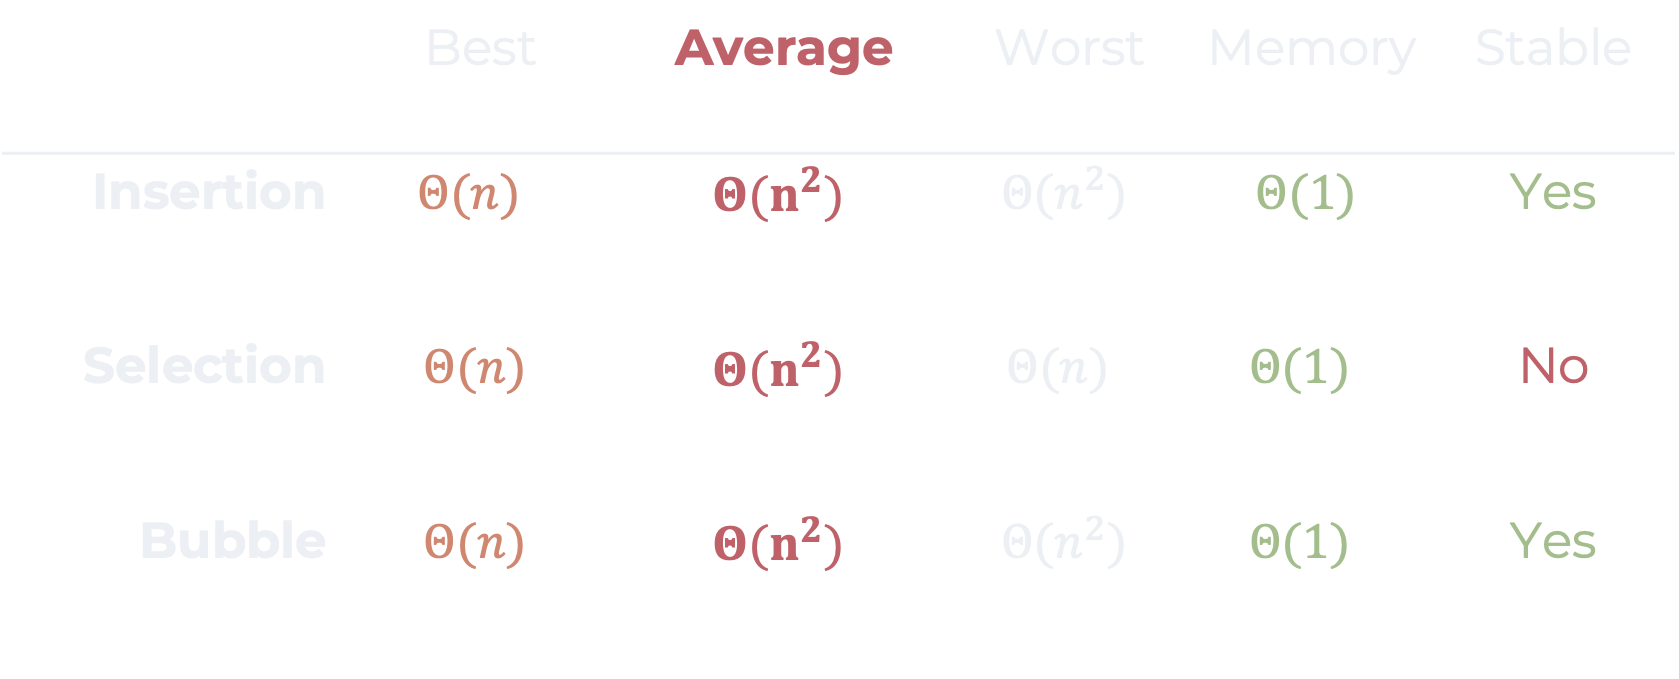 Best Average Worst Memory Stable
Insertion Θ(n) Θ(n²) Θ(n²) Θ(1) Yes
Selection Θ(n) Θ(n²) Θ(n) Θ(1) No
Bubble Θ(n) Θ(n²) Θ(n²) Θ(1) Yes